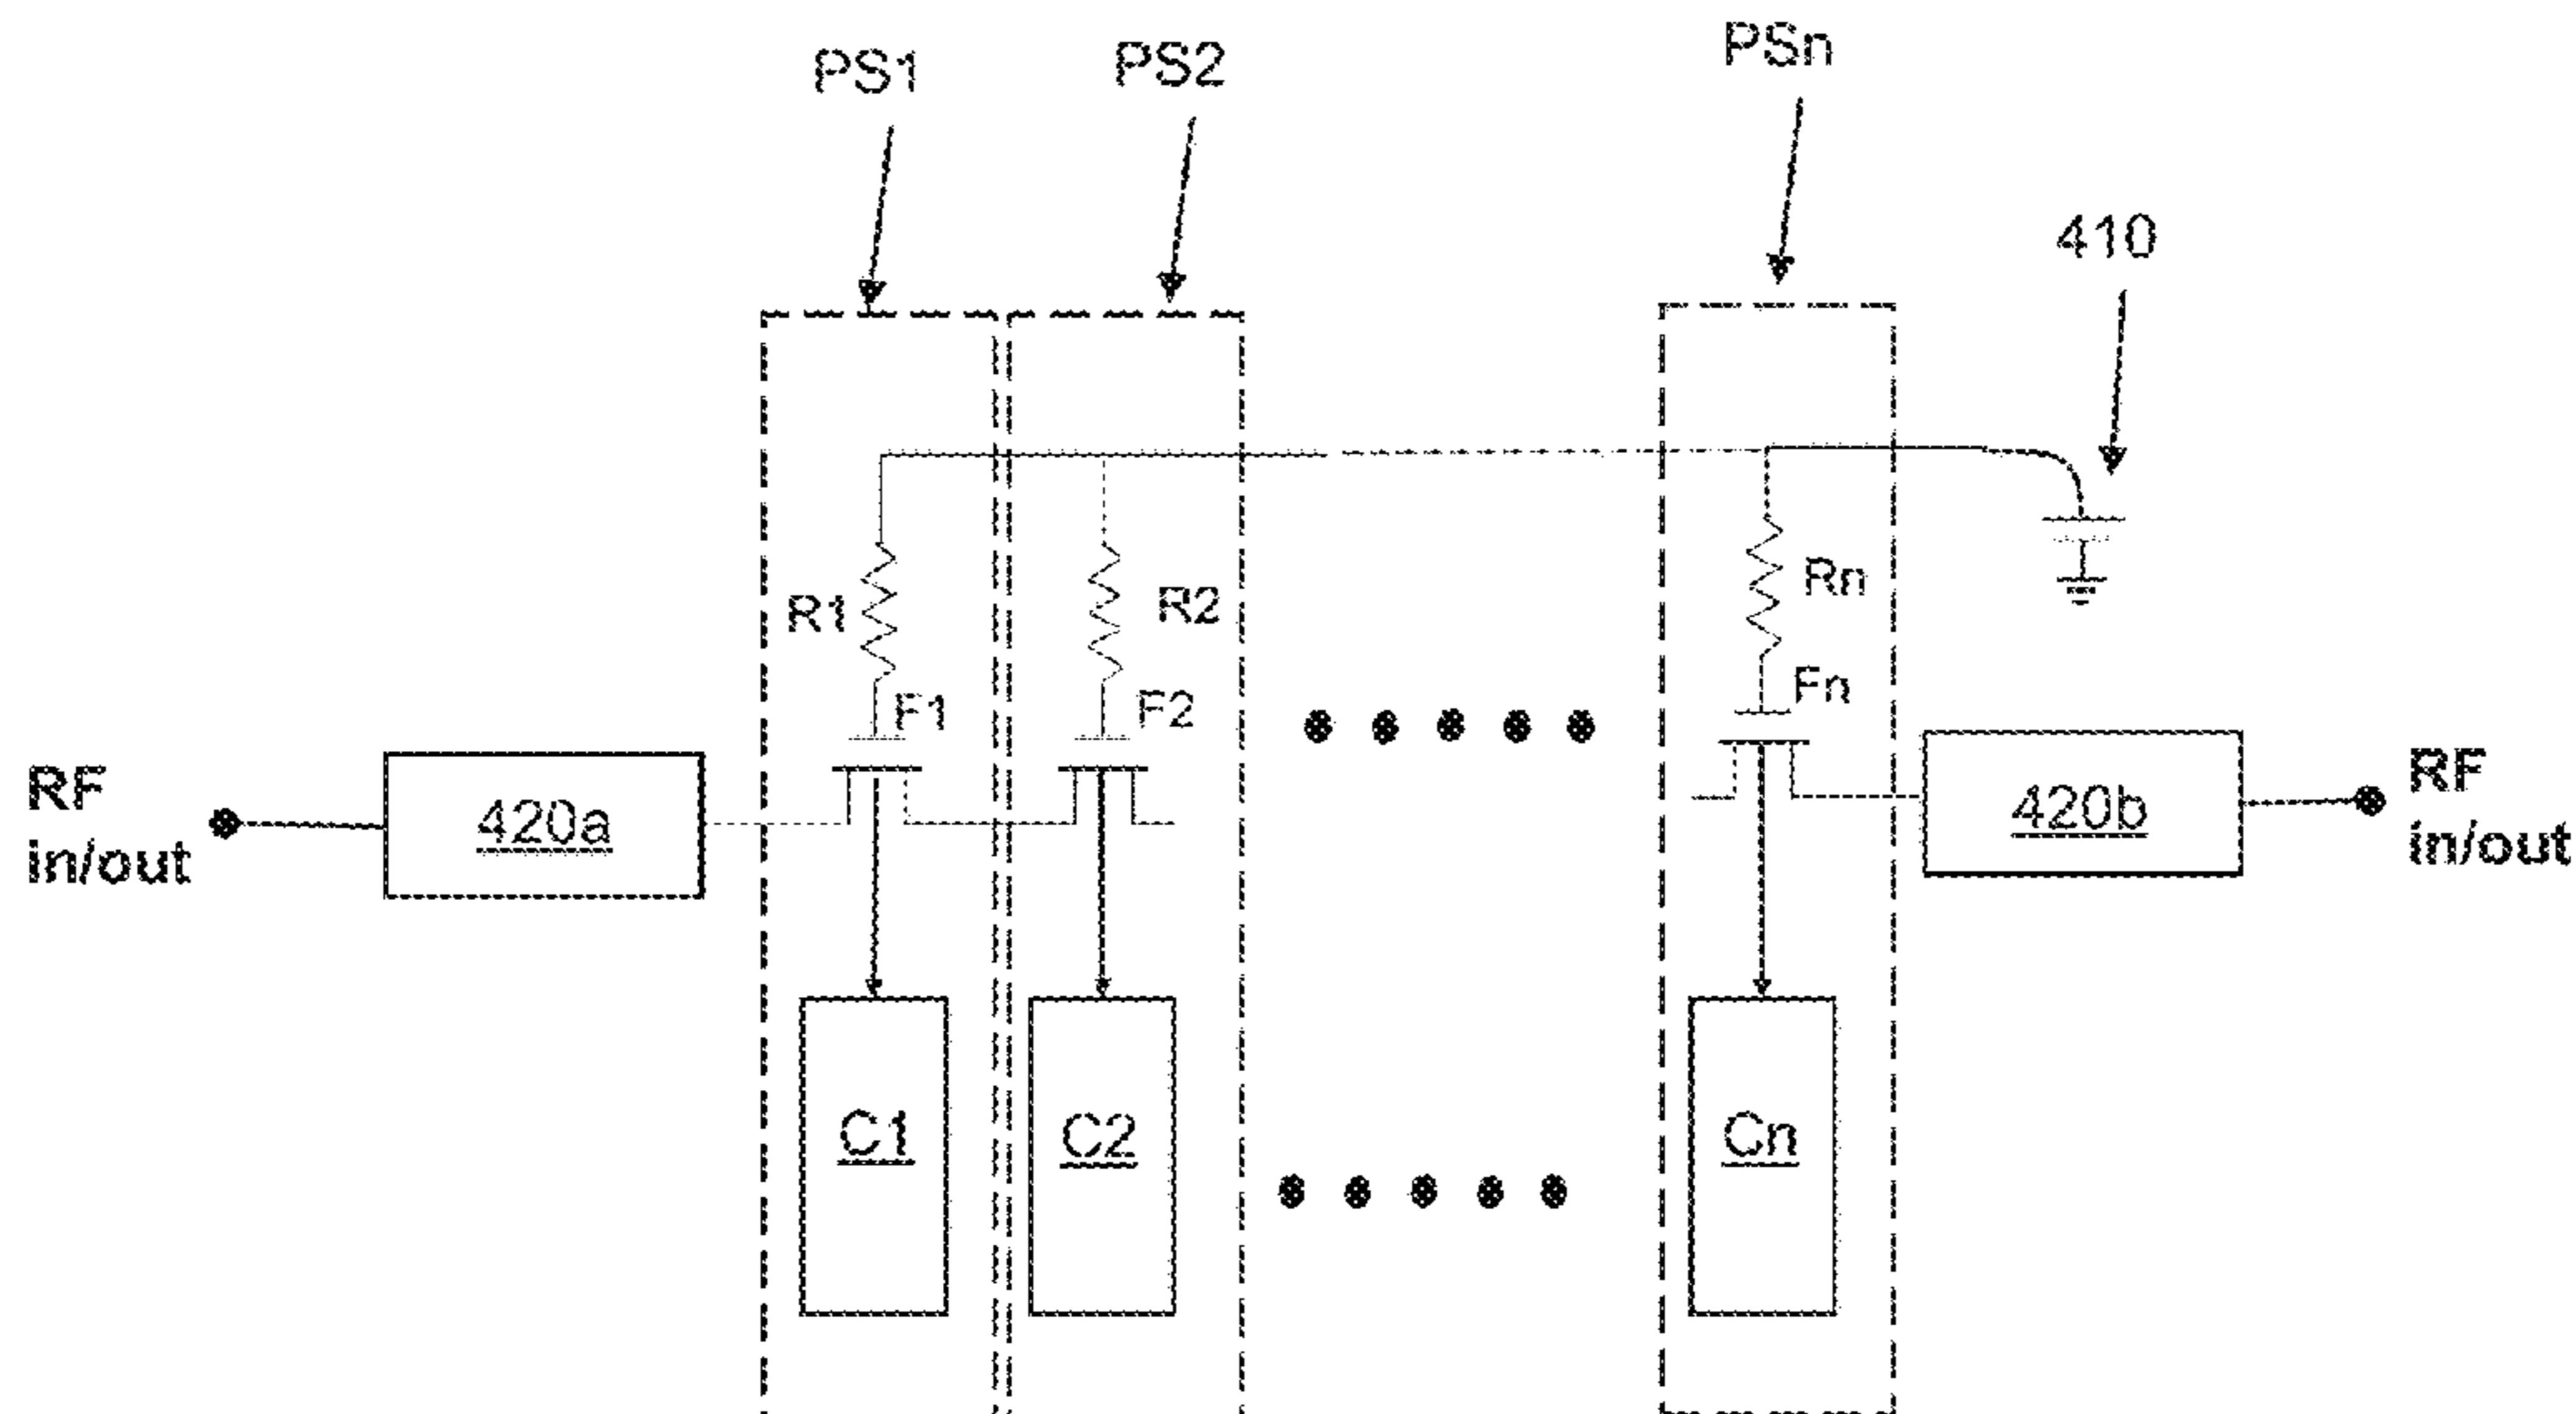 PS1
PS2
PSn
410
R1
R2
Rn
F1
F2
Fn
RF
in/out
420a
420b
RF
in/out
C1
C2
Cn